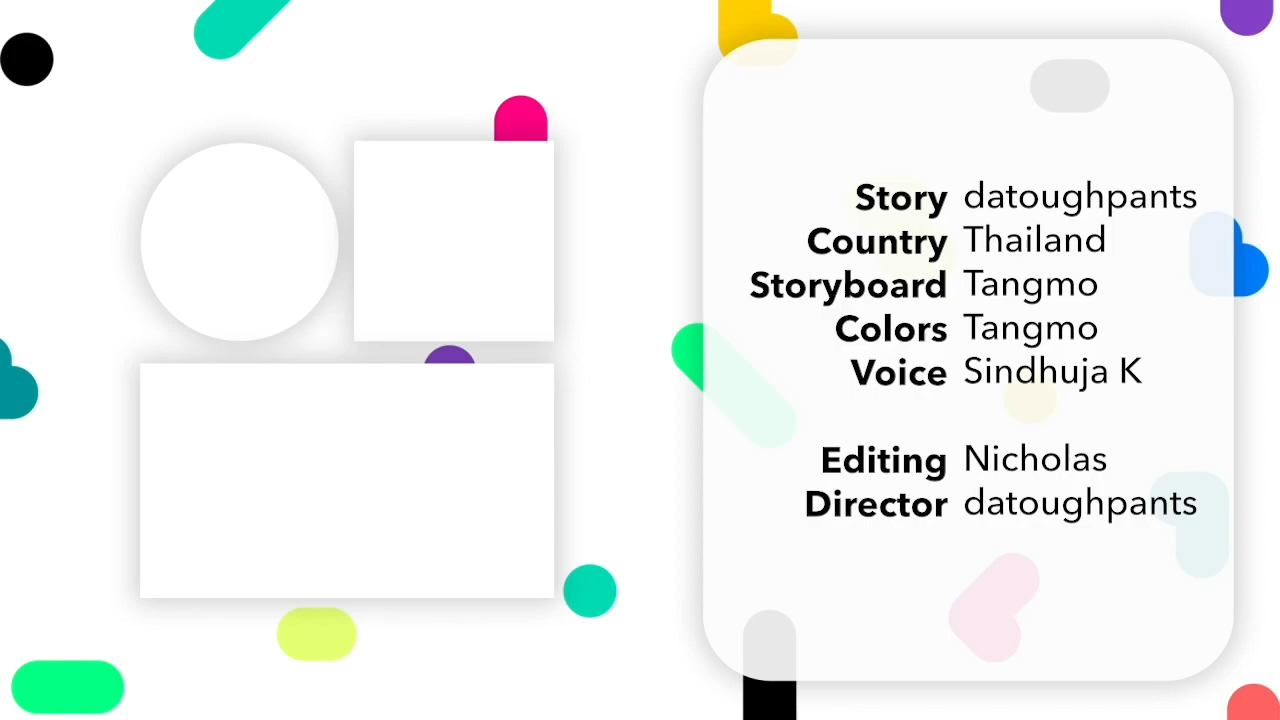 Story datoughpants
Country Thailand
Storyboard Tangmo
Colors Tangmo
Voice Sindhuja K
Editing Nicholas
Director datoughpants